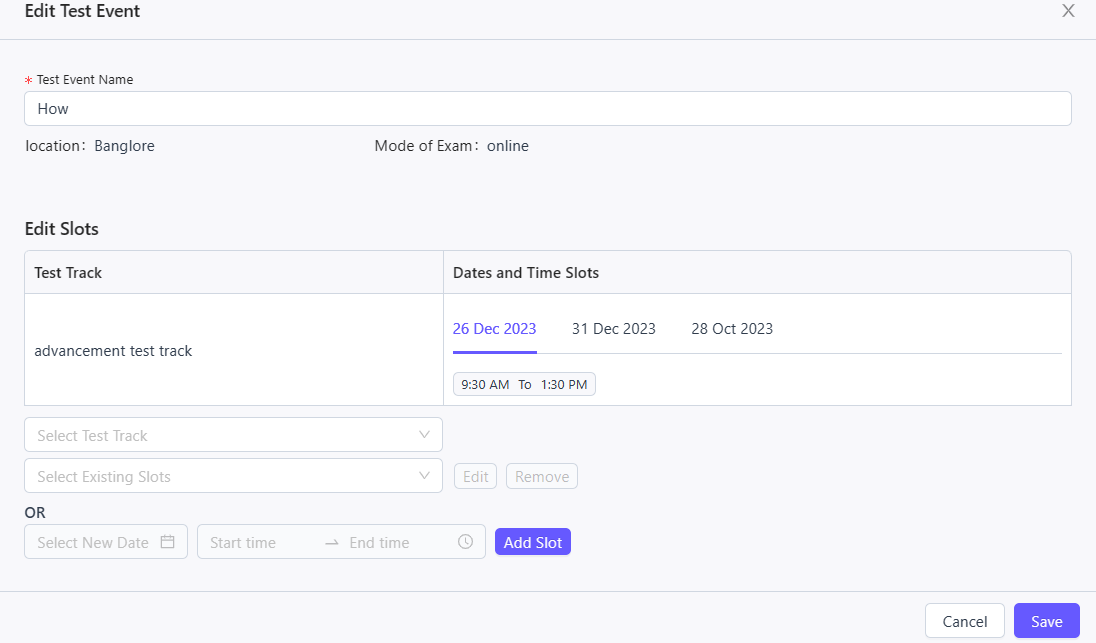 Edit Test Event
* Test Event Name
How
location: Banglore Mode of Exam: online
Edit Slots
Test Track Dates and Time Slots
26 Dec 2023 31 Dec 2023 28 Oct 2023
advancement test track
9:30 AM To 1:30 PM
Select Test Track
Select Existing Slots Edit Remove
OR
Select New Date Start time → End time Add Slot
Cancel Save